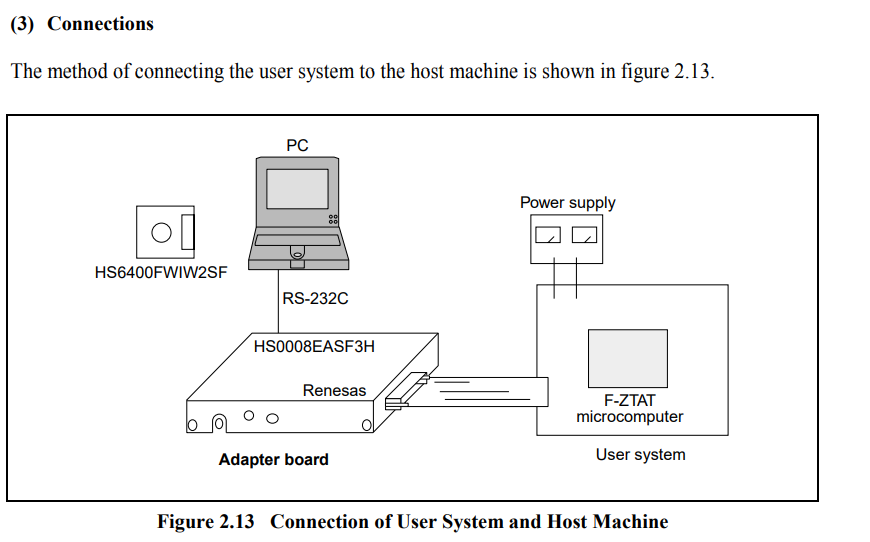 (3) Connections
The method of connecting the user system to the host machine is shown in figure 2.13.
PC
Power supply
HS6400FWIW2SF
RS-232C
HS0008EASF3H
Renesas
F-ZTAT
microcomputer
Adapter board
User system
Figure 2.13 Connection of User System and Host Machine